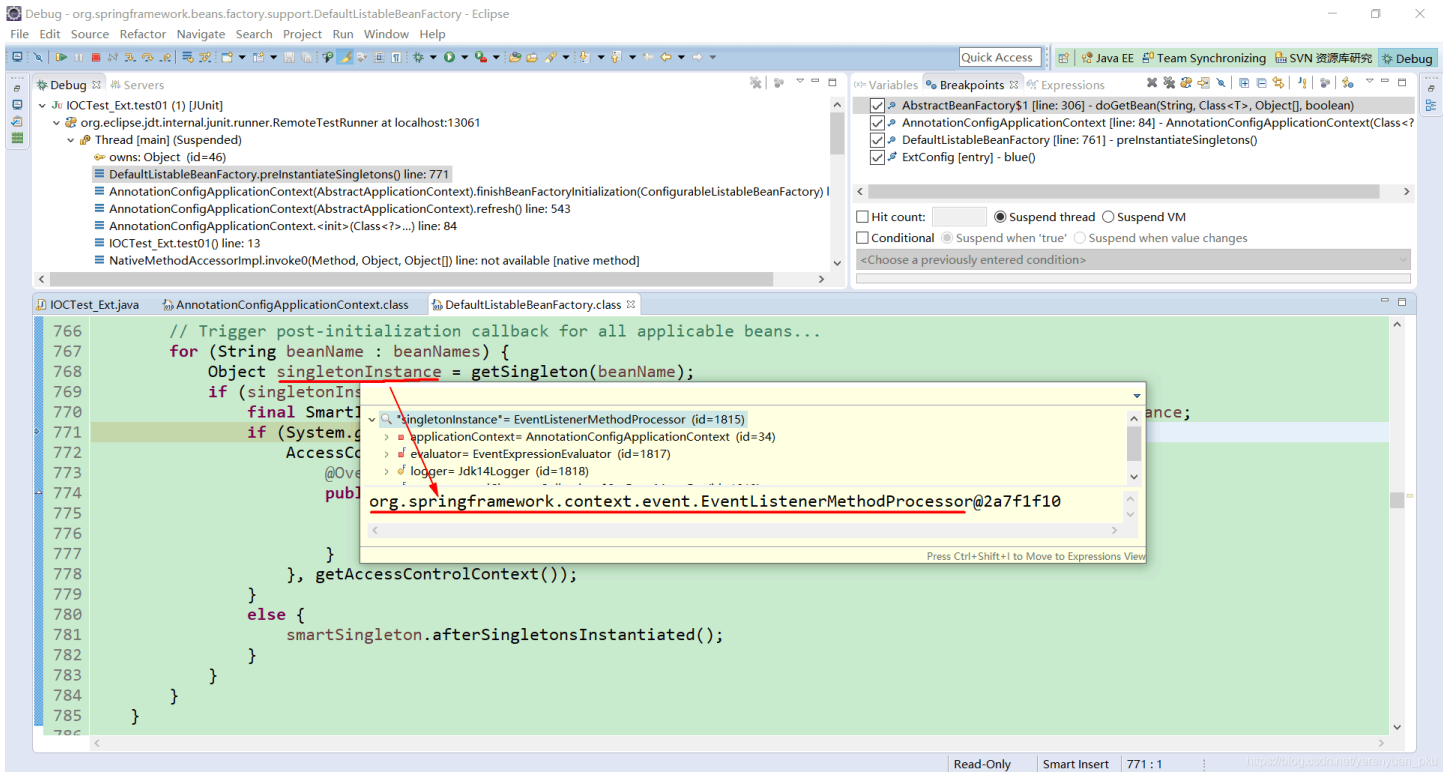 Debug - org.springframework.beans.factory.support.DefaultListableBeanFactory - Eclipse
File Edit Source Refactor Navigate Search Project Run Window Help
Quick Access
Java EE
Team Synchronizing
SVN 资源库研究
Debug
Debug
Servers
IOCTest_Ext.test01 (1) [JUnit]
org.eclipse.jdt.internal.junit.runner.RemoteTestRunner at localhost:13061
Thread [main] (Suspended)
owns: Object (id=46)
DefaultListableBeanFactory.preInstantiateSingletons() line: 771
AnnotationConfigApplicationContext(AbstractApplicationContext).finishBeanFactoryInitialization(ConfigurableListableBeanFactory) l
AnnotationConfigApplicationContext(AbstractApplicationContext).refresh() line: 543
AnnotationConfigApplicationContext.<init>(Class<?>...) line: 84
IOCTest_Ext.test01() line: 13
NativeMethodAccessorImpl.invoke0(Method, Object, Object[]) line: not available [native method]
Variables
Breakpoints
Expressions
AbstractBeanFactory$1 [line: 306] - doGetBean(String, Class<T>, Object[], boolean)
AnnotationConfigApplicationContext [line: 84] - AnnotationConfigApplicationContext(Class<?
DefaultListableBeanFactory [line: 761] - preInstantiateSingletons()
ExtConfig [entry] - blue()
Hit count:
Suspend thread
Suspend VM
Conditional
Suspend when 'true'
Suspend when value changes
<Choose a previously entered condition>
IOCTest_Ext.java
AnnotationConfigApplicationContext.class
DefaultListableBeanFactory.class
766 // Trigger post-initialization callback for all applicable beans...
767 for (String beanName : beanNames) {
768 Object singletonInstance = getSingleton(beanName);
769 if (singletonIns
770 final SmartI ance;
771 if (System.g
772 AccessCo
773 @Ove
774 publ
775
776
777 }
778 }, getAccessControlContext());
779 }
780 else {
781 smartSingleton.afterSingletonsInstantiated();
782 }
783 }
784 }
785 }
786
"singletonInstance"= EventListenerMethodProcessor (id=1815)
applicationContext= AnnotationConfigApplicationContext (id=34)
evaluator= EventExpressionEvaluator (id=1817)
logger= Jdk14Logger (id=1818)
org.springframework.context.event.EventListenerMethodProcessor@2a7f1f10
Press Ctrl+Shift+I to Move to Expressions View
Read-Only
Smart Insert
771 : 1
https://blog.csdn.net/yerenyuan_pku